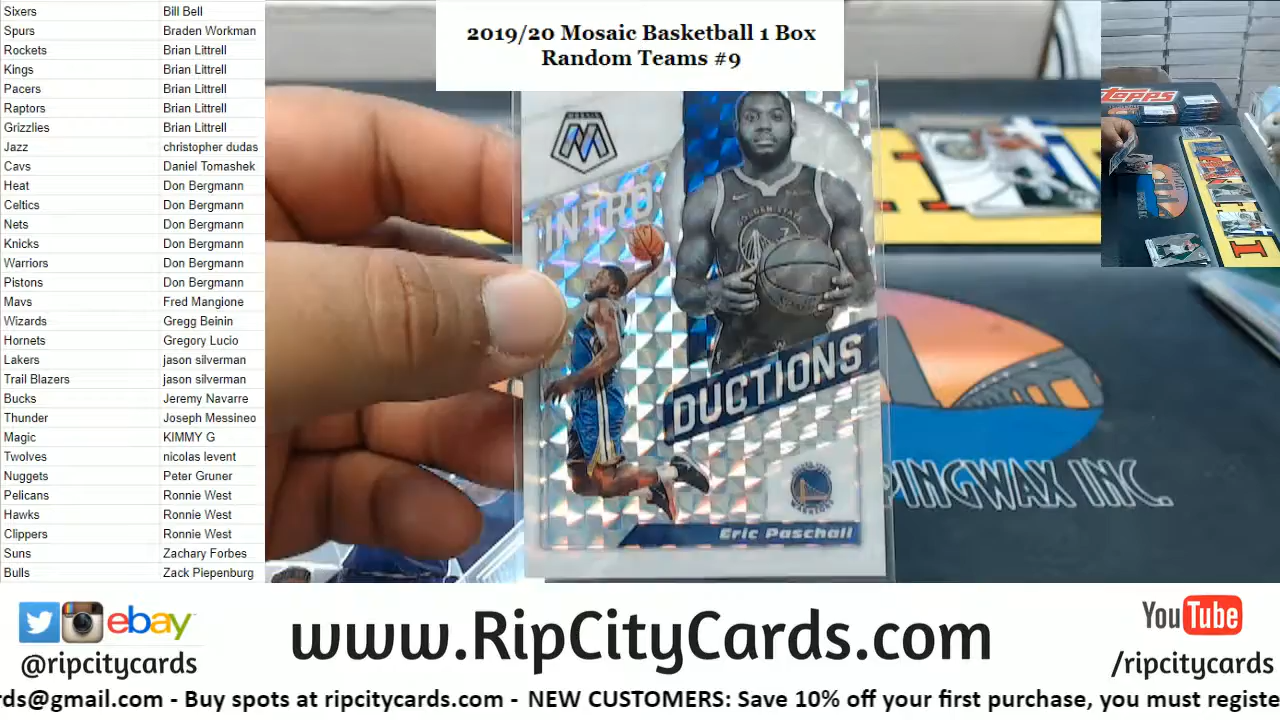 2019/20 Mosaic Basketball 1 Box
Random Teams #9
Sixers Bill Bell
Spurs Braden Workman
Rockets Brian Littrell
Kings Brian Littrell
Pacers Brian Littrell
Raptors Brian Littrell
Grizzlies Brian Littrell
Jazz christopher dudas
Cavs Daniel Tomashek
Heat Don Bergmann
Celtics Don Bergmann
Nets Don Bergmann
Knicks Don Bergmann
Warriors Don Bergmann
Pistons Don Bergmann
Mavs Fred Mangione
Wizards Gregg Beinin
Hornets Gregory Lucio
Lakers jason silverman
Trail Blazers jason silverman
Bucks Jeremy Navarre
Thunder Joseph Messineo
Magic KIMMY G
Twolves nicolas levent
Nuggets Peter Gruner
Pelicans Ronnie West
Hawks Ronnie West
Clippers Ronnie West
Suns Zachary Forbes
Bulls Zack Piepenburg
MOSAIC
INTRO
DUCTIONS
WARRIORS
Eric Paschall
PINGWAX INC.
TOPPS
ebay
@ripcitycards
www.RipCityCards.com
YouTube
/ripcitycards
rds@gmail.com - Buy spots at ripcitycards.com - NEW CUSTOMERS: Save 10% off your first purchase, you must registe